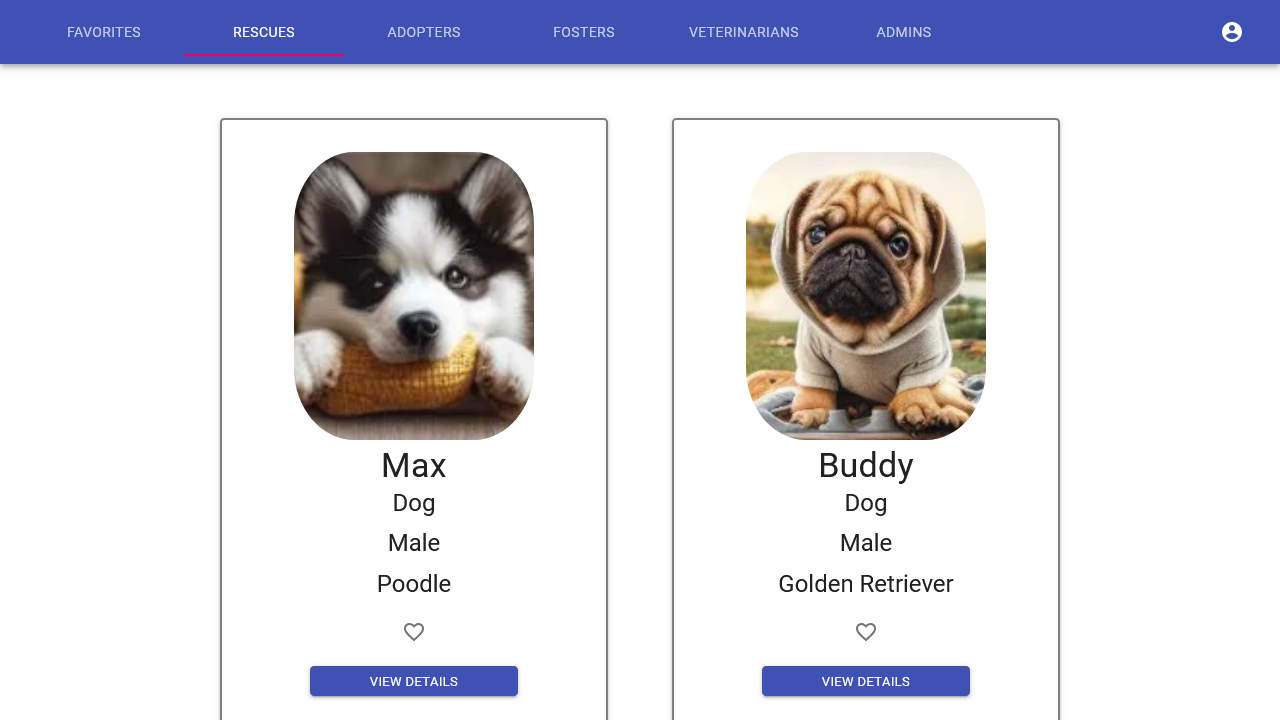 FAVORITES RESCUES ADOPTERS FOSTERS VETERINARIANS ADMINS
Max
Dog
Male
Poodle
VIEW DETAILS
Buddy
Dog
Male
Golden Retriever
VIEW DETAILS